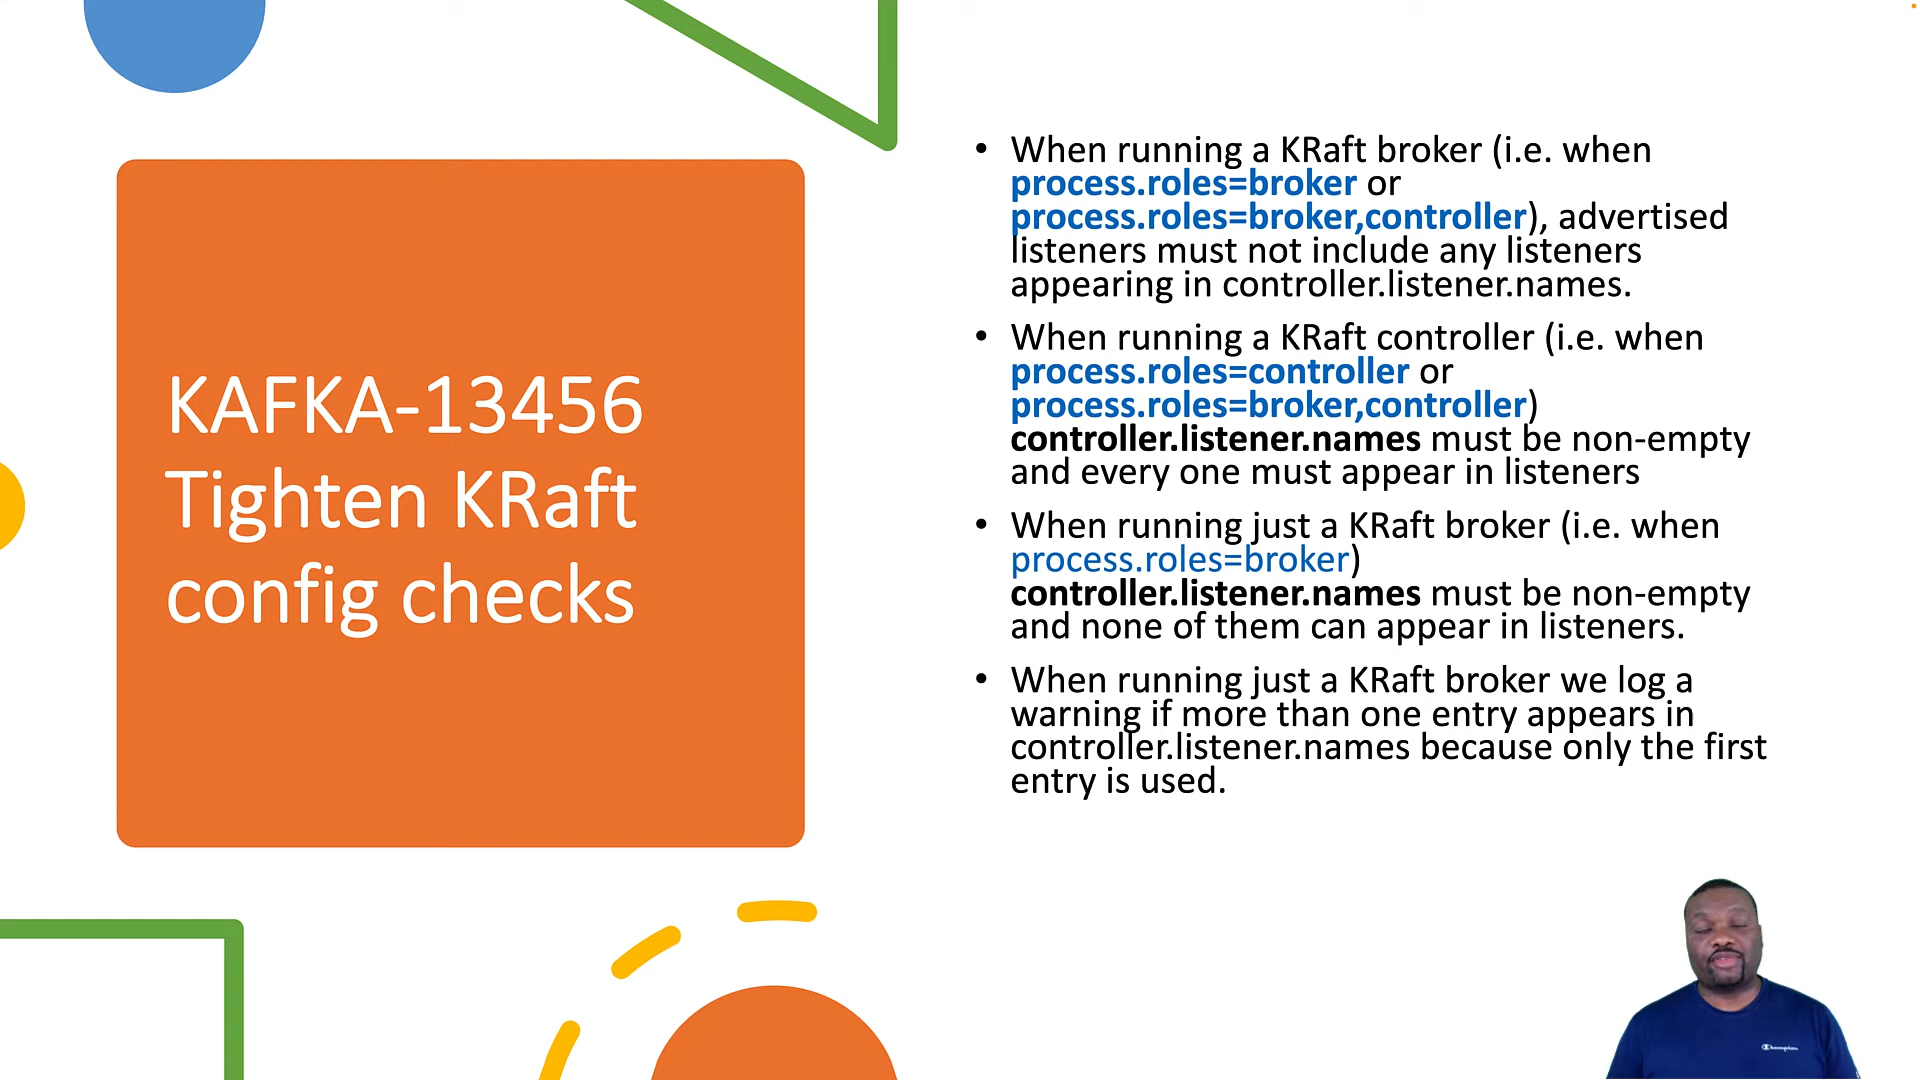 KAFKA-13456
Tighten KRaft
config checks
• When running a KRaft broker (i.e. when
process.roles=broker or
process.roles=broker,controller), advertised
listeners must not include any listeners
appearing in controller.listener.names.
• When running a KRaft controller (i.e. when
process.roles=controller or
process.roles=broker,controller)
controller.listener.names must be non-empty
and every one must appear in listeners
• When running just a KRaft broker (i.e. when
process.roles=broker)
controller.listener.names must be non-empty
and none of them can appear in listeners.
• When running just a KRaft broker we log a
warning if more than one entry appears in
controller.listener.names because only the first
entry is used.
Champion